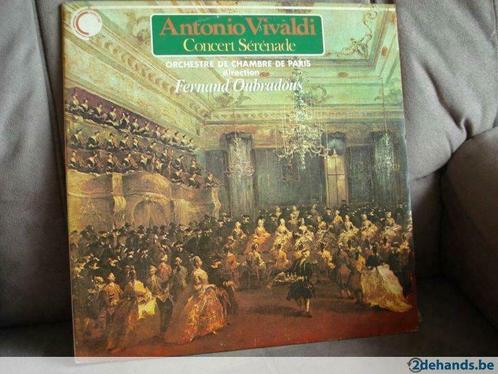 Antonio Vivaldi
Concert Sérénade
ORCHESTRE DE CHAMBRE DE PARIS
direction
Fernand Oubradous
2dehands.be